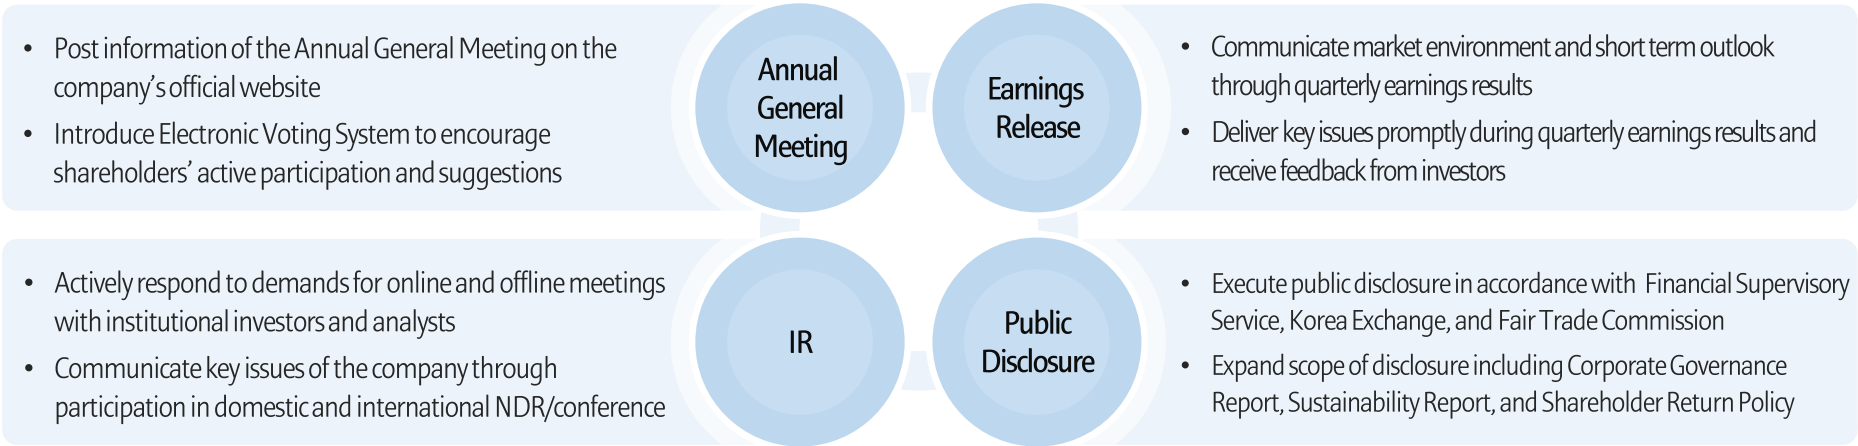 • Post information of the Annual General Meeting on the
company’s official website
• Introduce Electronic Voting System to encourage
shareholders’ active participation and suggestions
Annual
General
Meeting
Earnings
Release
• Communicate market environment and short term outlook
through quarterly earnings results
• Deliver key issues promptly during quarterly earnings results and
receive feedback from investors
• Actively respond to demands for online and offline meetings
with institutional investors and analysts
• Communicate key issues of the company through
participation in domestic and international NDR/conference
IR
Public
Disclosure
• Execute public disclosure in accordance with Financial Supervisory
Service, Korea Exchange, and Fair Trade Commission
• Expand scope of disclosure including Corporate Governance
Report, Sustainability Report, and Shareholder Return Policy